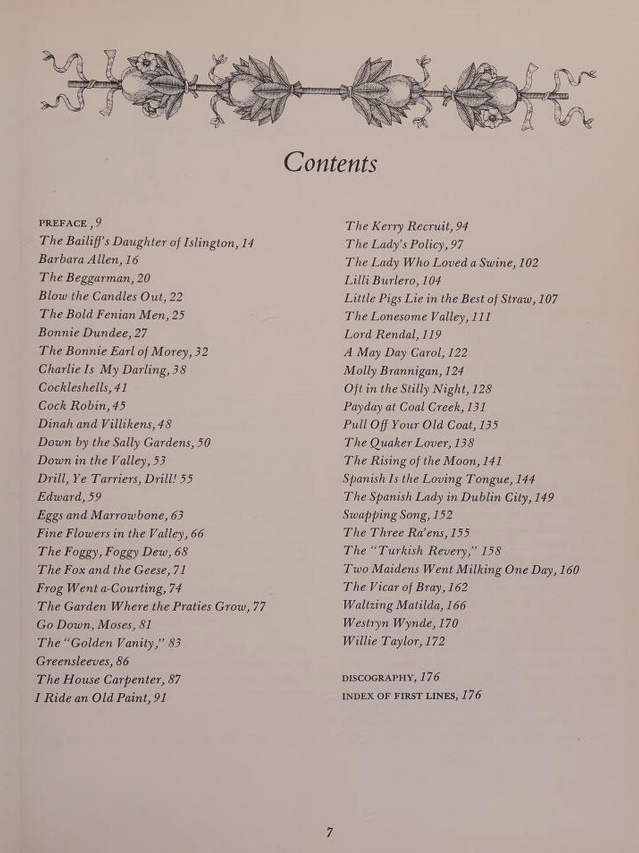 Contents
PREFACE, 9
The Bailiff's Daughter of Islington, 14
Barbara Allen, 16
The Beggarman, 20
Blow the Candles Out, 22
The Bold Fenian Men, 25
Bonnie Dundee, 27
The Bonnie Earl of Morey, 32
Charlie Is My Darling, 38
Cockleshells, 41
Cock Robin, 45
Dinah and Villikens, 48
Down by the Sally Gardens, 50
Down in the Valley, 53
Drill, Ye Tarriers, Drill! 55
Edward, 59
Eggs and Marrowbone, 63
Fine Flowers in the Valley, 66
The Foggy, Foggy Dew, 68
The Fox and the Geese, 71
Frog Went a-Courting, 74
The Garden Where the Praties Grow, 77
Go Down, Moses, 81
The "Golden Vanity," 83
Greensleeves, 86
The House Carpenter, 87
I Ride an Old Paint, 91
The Kerry Recruit, 94
The Lady's Policy, 97
The Lady Who Loved a Swine, 102
Lilli Burlero, 104
Little Pigs Lie in the Best of Straw, 107
The Lonesome Valley, 111
Lord Rendal, 119
A May Day Carol, 122
Molly Brannigan, 124
Oft in the Stilly Night, 128
Payday at Coal Creek, 131
Pull Off Your Old Coat, 135
The Quaker Lover, 138
The Rising of the Moon, 141
Spanish Is the Loving Tongue, 144
The Spanish Lady in Dublin City, 149
Swapping Song, 152
The Three Ra'ens, 155
The "Turkish Revery," 158
Two Maidens Went Milking One Day, 160
The Vicar of Bray, 162
Waltzing Matilda, 166
Westryn Wynde, 170
Willie Taylor, 172
DISCOGRAPHY, 176
INDEX OF FIRST LINES, 176
7